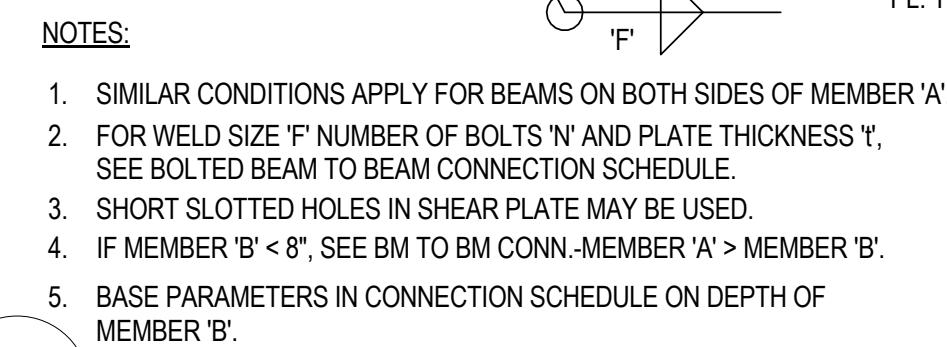 'F'
NOTES:
1. SIMILAR CONDITIONS APPLY FOR BEAMS ON BOTH SIDES OF MEMBER 'A'
2. FOR WELD SIZE 'F' NUMBER OF BOLTS 'N' AND PLATE THICKNESS 't',
SEE BOLTED BEAM TO BEAM CONNECTION SCHEDULE.
3. SHORT SLOTTED HOLES IN SHEAR PLATE MAY BE USED.
4. IF MEMBER 'B' < 8", SEE BM TO BM CONN.-MEMBER 'A' > MEMBER 'B'.
5. BASE PARAMETERS IN CONNECTION SCHEDULE ON DEPTH OF
MEMBER 'B'.